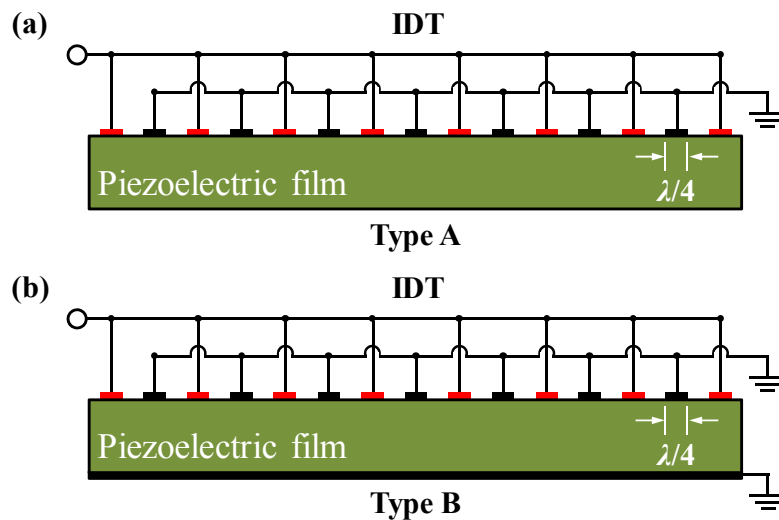 (a)
IDT
Piezoelectric film
λ/4
Type A
(b)
IDT
Piezoelectric film
λ/4
Type B